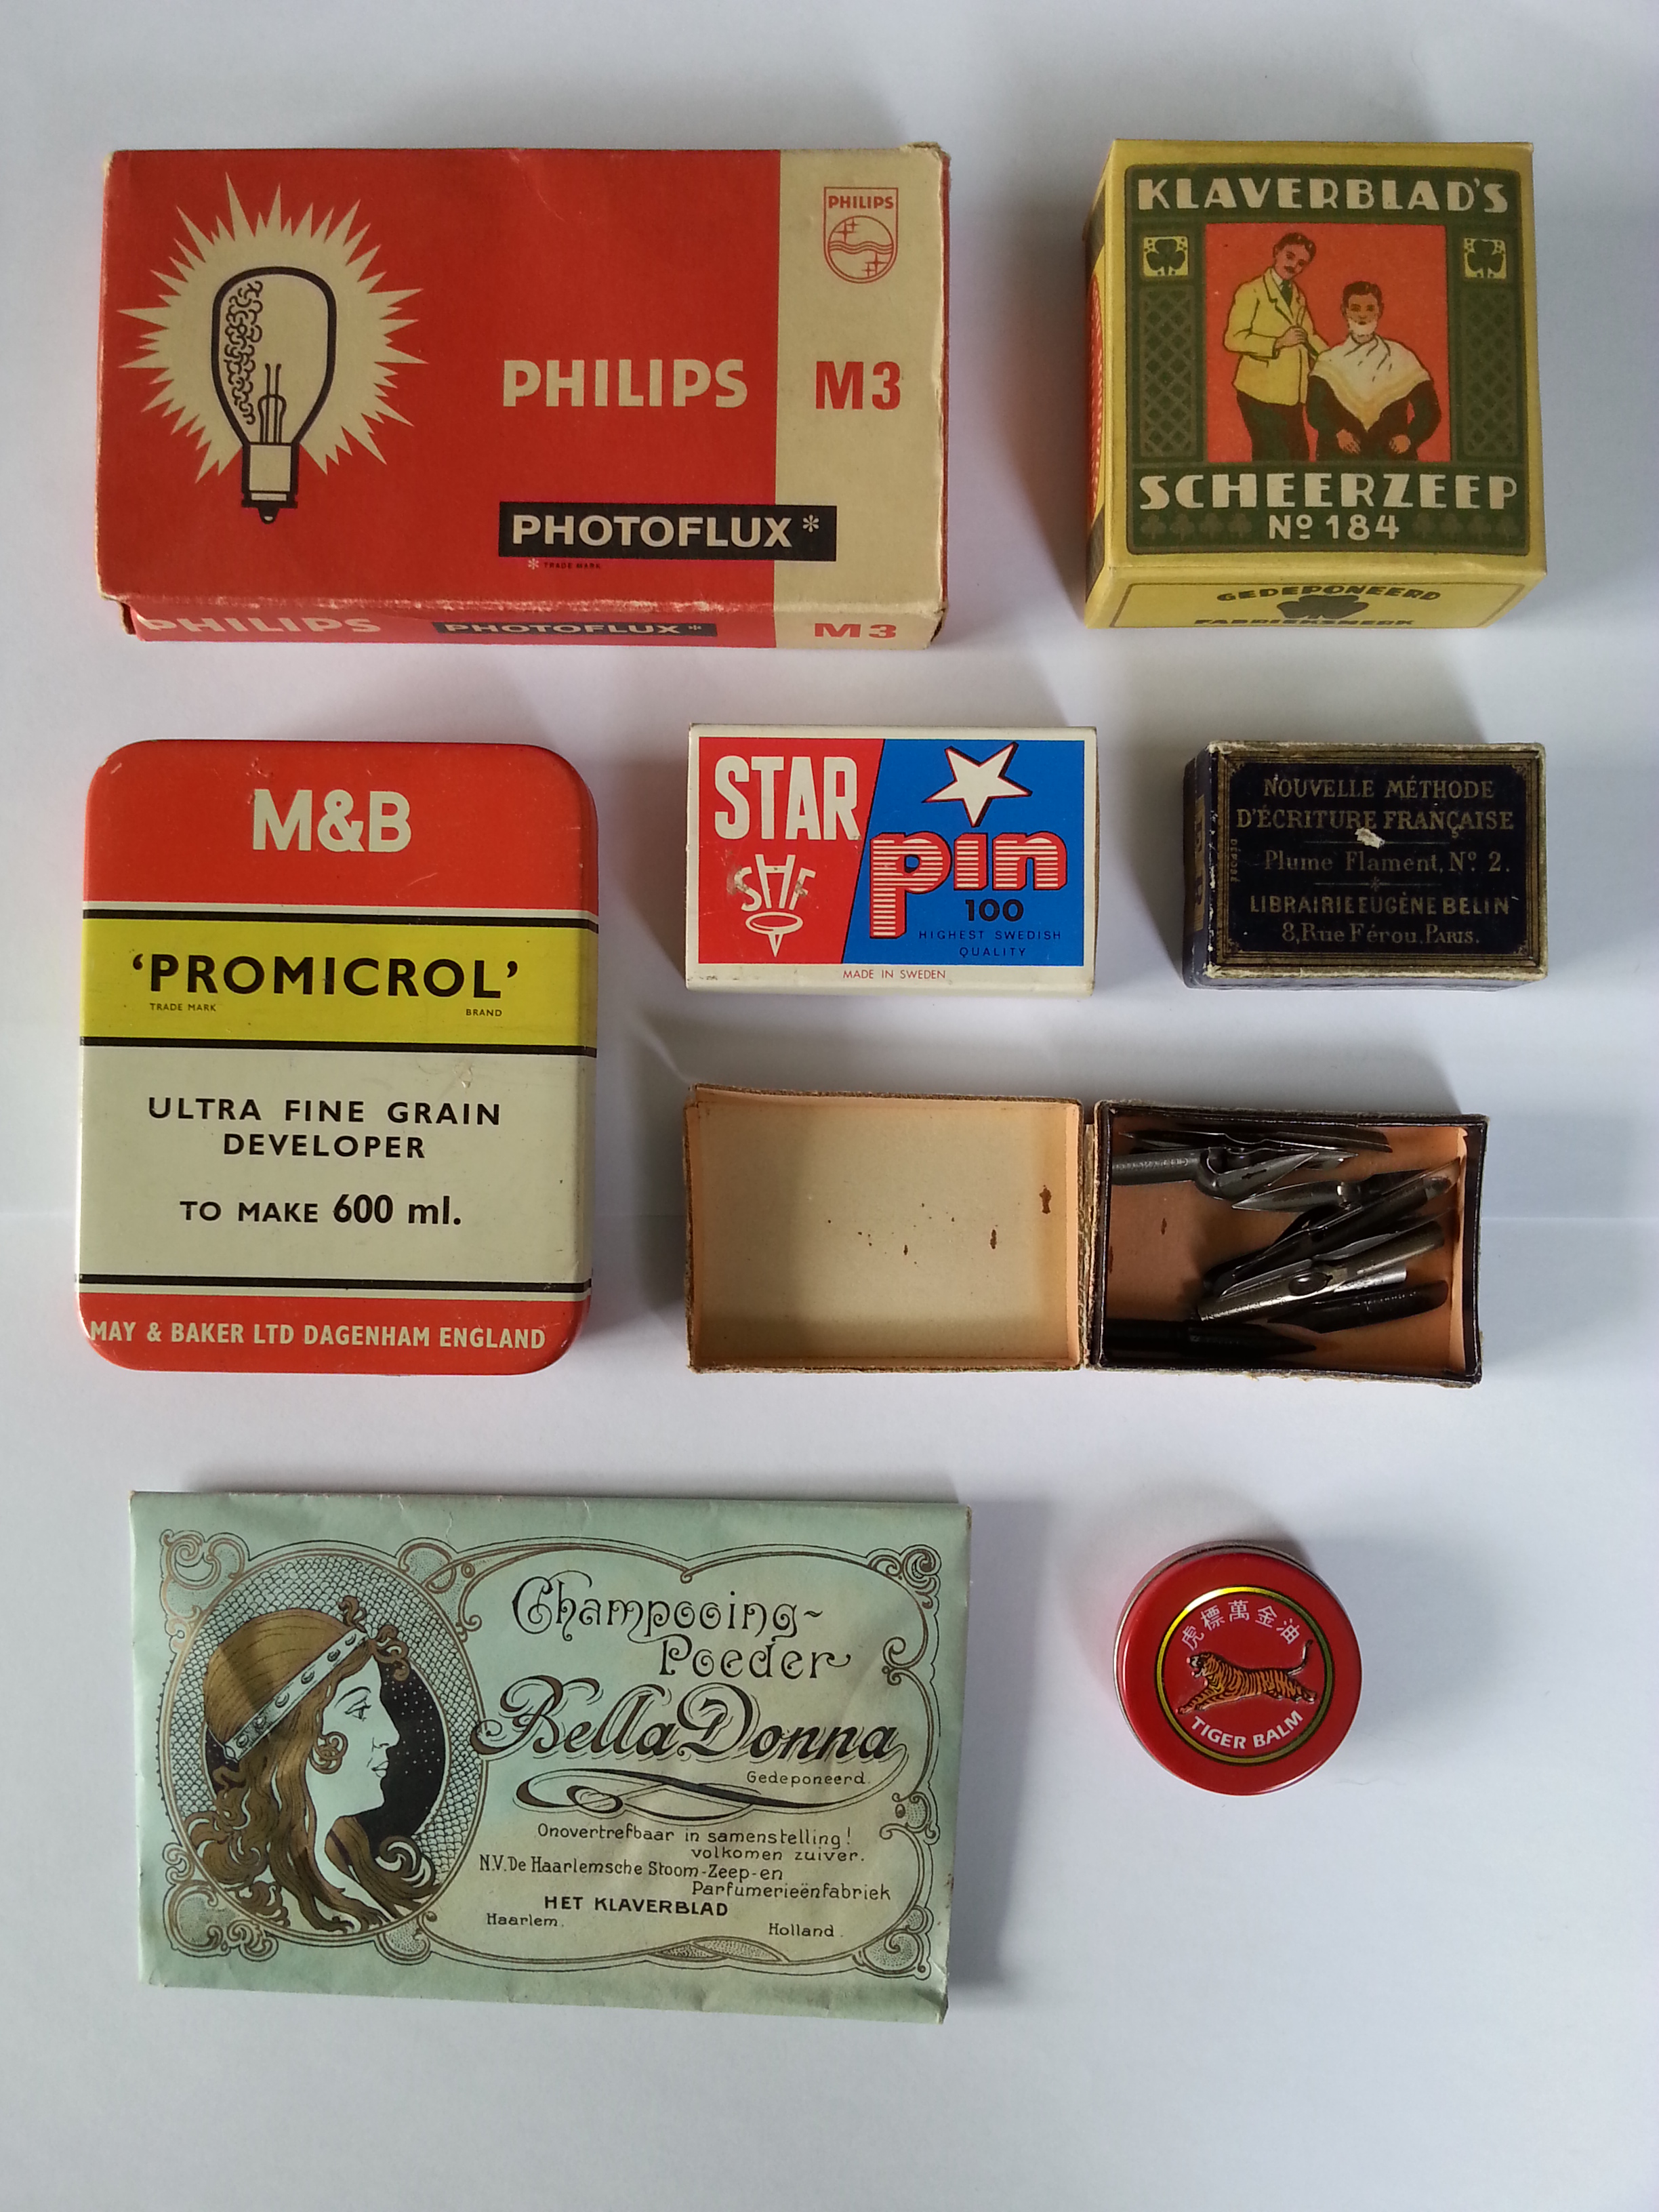 PHILIPS
PHILIPS M3
PHOTOFLUX*
* TRADE MARK
PHILIPS PHOTOFLUX* M3
KLAVERBLAD'S
SCHEERZEEP
Nº 184
GEDEPONEERD
FABRIEKSMERK
M&B
'PROMICROL'
TRADE MARK BRAND
ULTRA FINE GRAIN
DEVELOPER
TO MAKE 600 ml.
MAY & BAKER LTD DAGENHAM ENGLAND
STAR
SHF
pin
100
HIGHEST SWEDISH
QUALITY
MADE IN SWEDEN
NOUVELLE MÉTHODE
D'ÉCRITURE FRANÇAISE
DÉPOSÉ
Plume Flament, Nº 2.
LIBRAIRIE EUGÈNE BELIN
8, Rue Férou, PARIS.
Champooing-
Poeder
Bella Donna
Gedeponeerd.
Onovertrefbaar in samenstelling!
volkomen zuiver.
N.V. De Haarlemsche Stoom-Zeep-en
Parfumerieënfabriek
HET KLAVERBLAD
Haarlem. Holland.
虎標萬金油
TIGER BALM